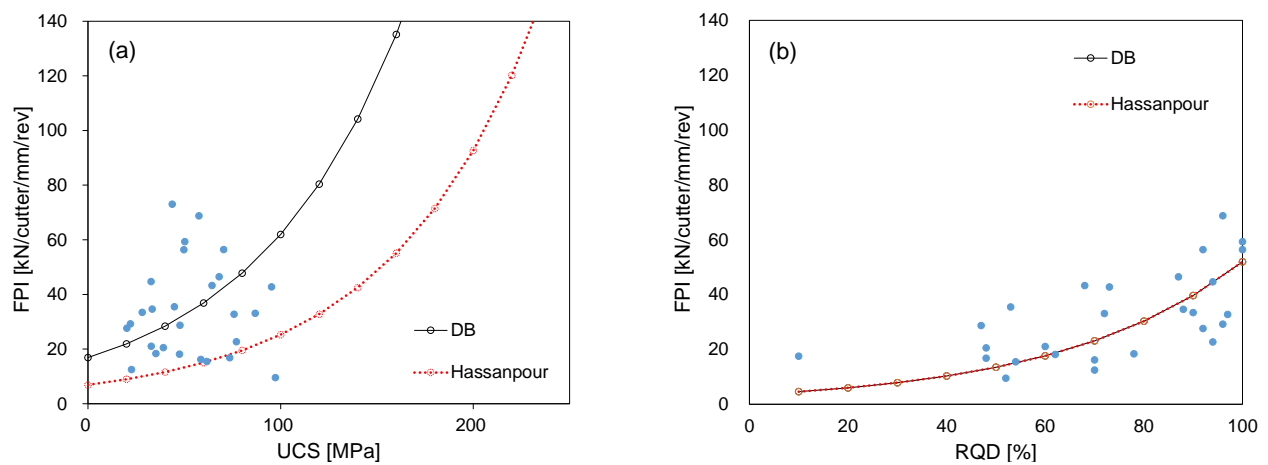 (a)
FPI [kN/cutter/mm/rev]
140
120
100
80
60
40
20
0
DB
Hassanpour
0 100 200
UCS [MPa]
(b)
FPI [kN/cutter/mm/rev]
140
120
100
80
60
40
20
0
DB
Hassanpour
0 20 40 60 80 100
RQD [%]